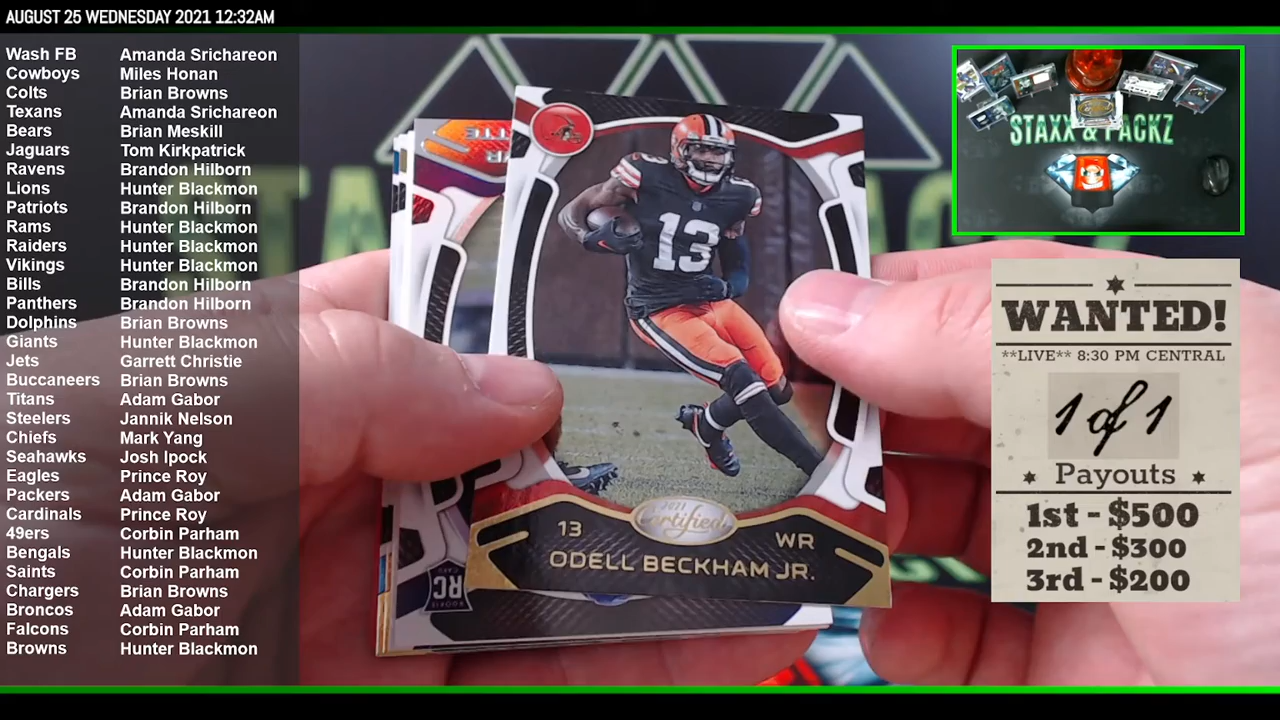 AUGUST 25 WEDNESDAY 2021 12:32AM
Wash FB Amanda Srichareon
Cowboys Miles Honan
Colts Brian Browns
Texans Amanda Srichareon
Bears Brian Meskill
Jaguars Tom Kirkpatrick
Ravens Brandon Hilborn
Lions Hunter Blackmon
Patriots Brandon Hilborn
Rams Hunter Blackmon
Raiders Hunter Blackmon
Vikings Hunter Blackmon
Bills Brandon Hilborn
Panthers Brandon Hilborn
Dolphins Brian Browns
Giants Hunter Blackmon
Jets Garrett Christie
Buccaneers Brian Browns
Titans Adam Gabor
Steelers Jannik Nelson
Chiefs Mark Yang
Seahawks Josh Ipock
Eagles Prince Roy
Packers Adam Gabor
Cardinals Prince Roy
49ers Corbin Parham
Bengals Hunter Blackmon
Saints Corbin Parham
Chargers Brian Browns
Broncos Adam Gabor
Falcons Corbin Parham
Browns Hunter Blackmon
13
2021
Certified
13 WR
ODELL BECKHAM JR.
RC
STAXX & PACKZ
WANTED!
**LIVE** 8:30 PM CENTRAL
1 of 1
Payouts
1st - $500
2nd - $300
3rd - $200